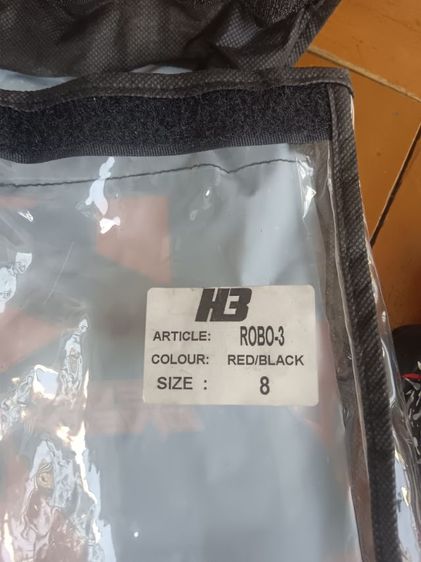 H3
ARTICLE: ROBO-3
COLOUR: RED/BLACK
SIZE : 8